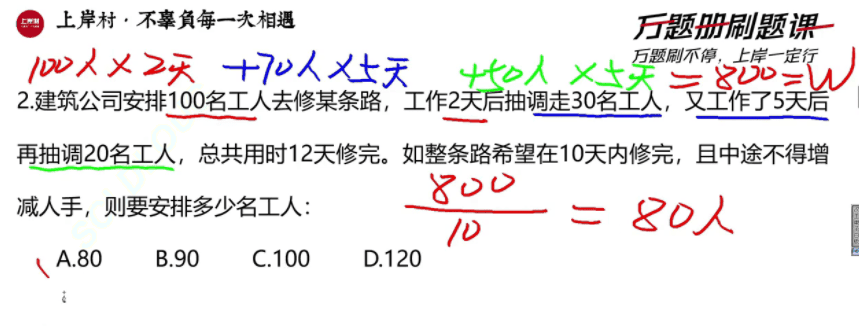 上岸村
上岸村·不辜負每一次相遇
万题册刷题课
万题刷不停，上岸一定行
100人×2天 +70人×5天 +50人×5天 =800=W
2.建筑公司安排100名工人去修某条路，工作2天后抽调走30名工人，又工作了5天后
再抽调20名工人，总共用时12天修完。如整条路希望在10天内修完，且中途不得增
减人手，则要安排多少名工人：
800
10
=80人
A.80 B.90 C.100 D.120